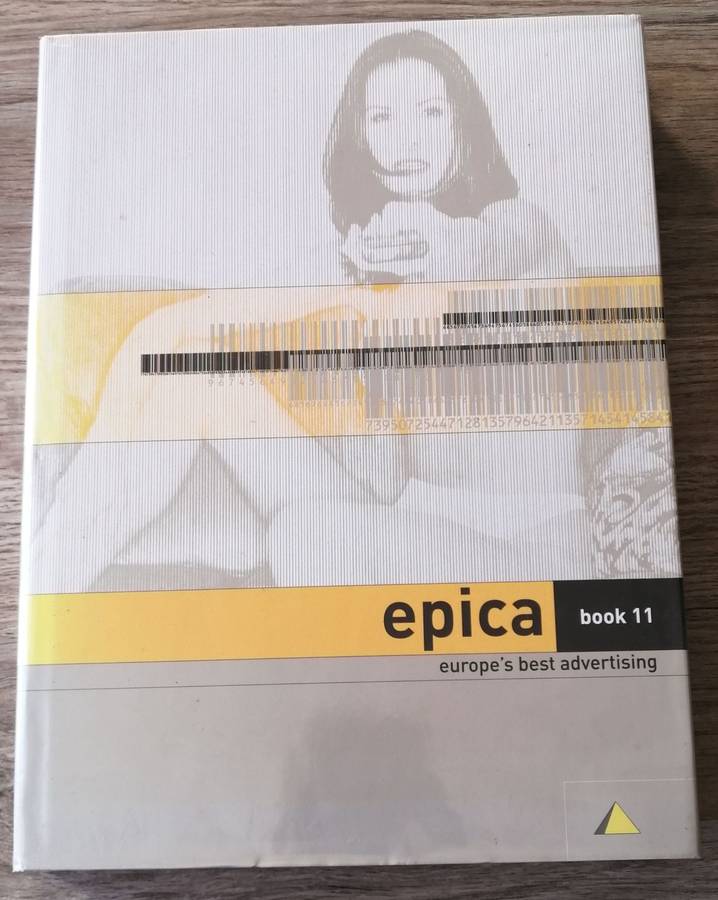 epica
book 11
europe's best advertising